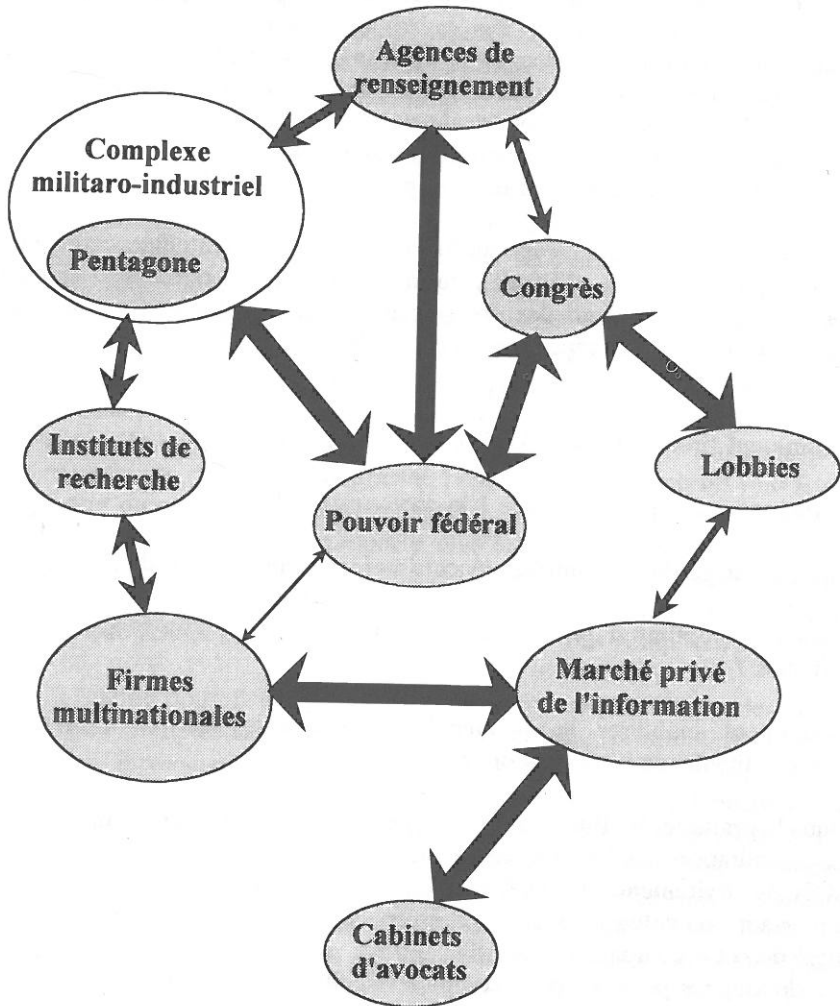 Agences de
renseignement
Complexe
militaro-industriel
Pentagone
Congrès
Instituts de
recherche
Lobbies
Pouvoir fédéral
Firmes
multinationales
Marché privé
de l'information
Cabinets
d'avocats